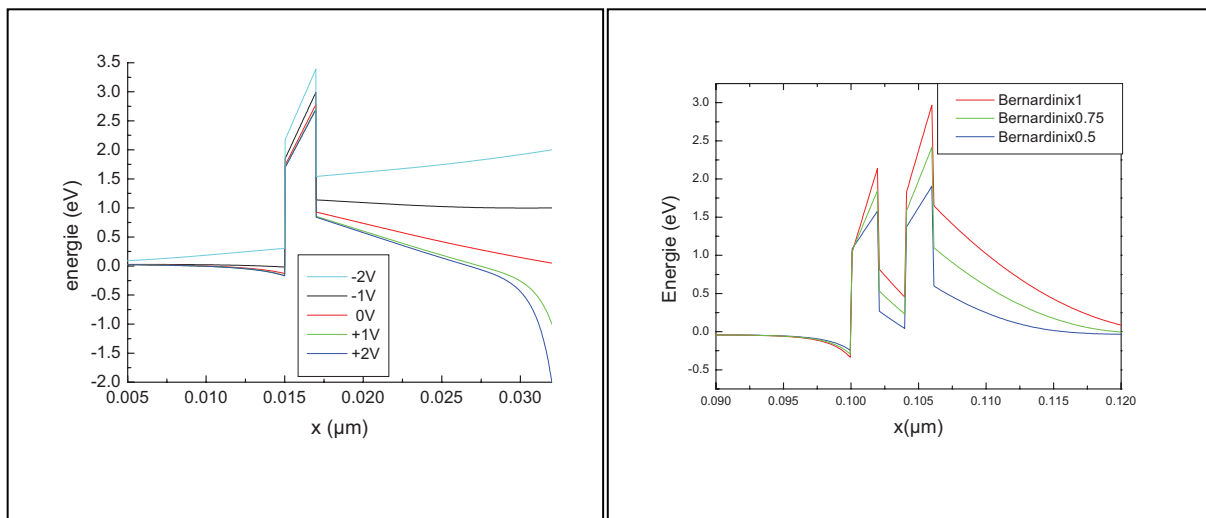 3.5
3.0
2.5
2.0
1.5
1.0
0.5
0.0
-0.5
-1.0
-1.5
-2.0
energie (eV)
-2V
-1V
0V
+1V
+2V
0.005 0.010 0.015 0.020 0.025 0.030
x (µm)
Bernardinix1
Bernardinix0.75
Bernardinix0.5
3.0
2.5
2.0
1.5
1.0
0.5
0.0
-0.5
Energie (eV)
0.090 0.095 0.100 0.105 0.110 0.115 0.120
x(µm)